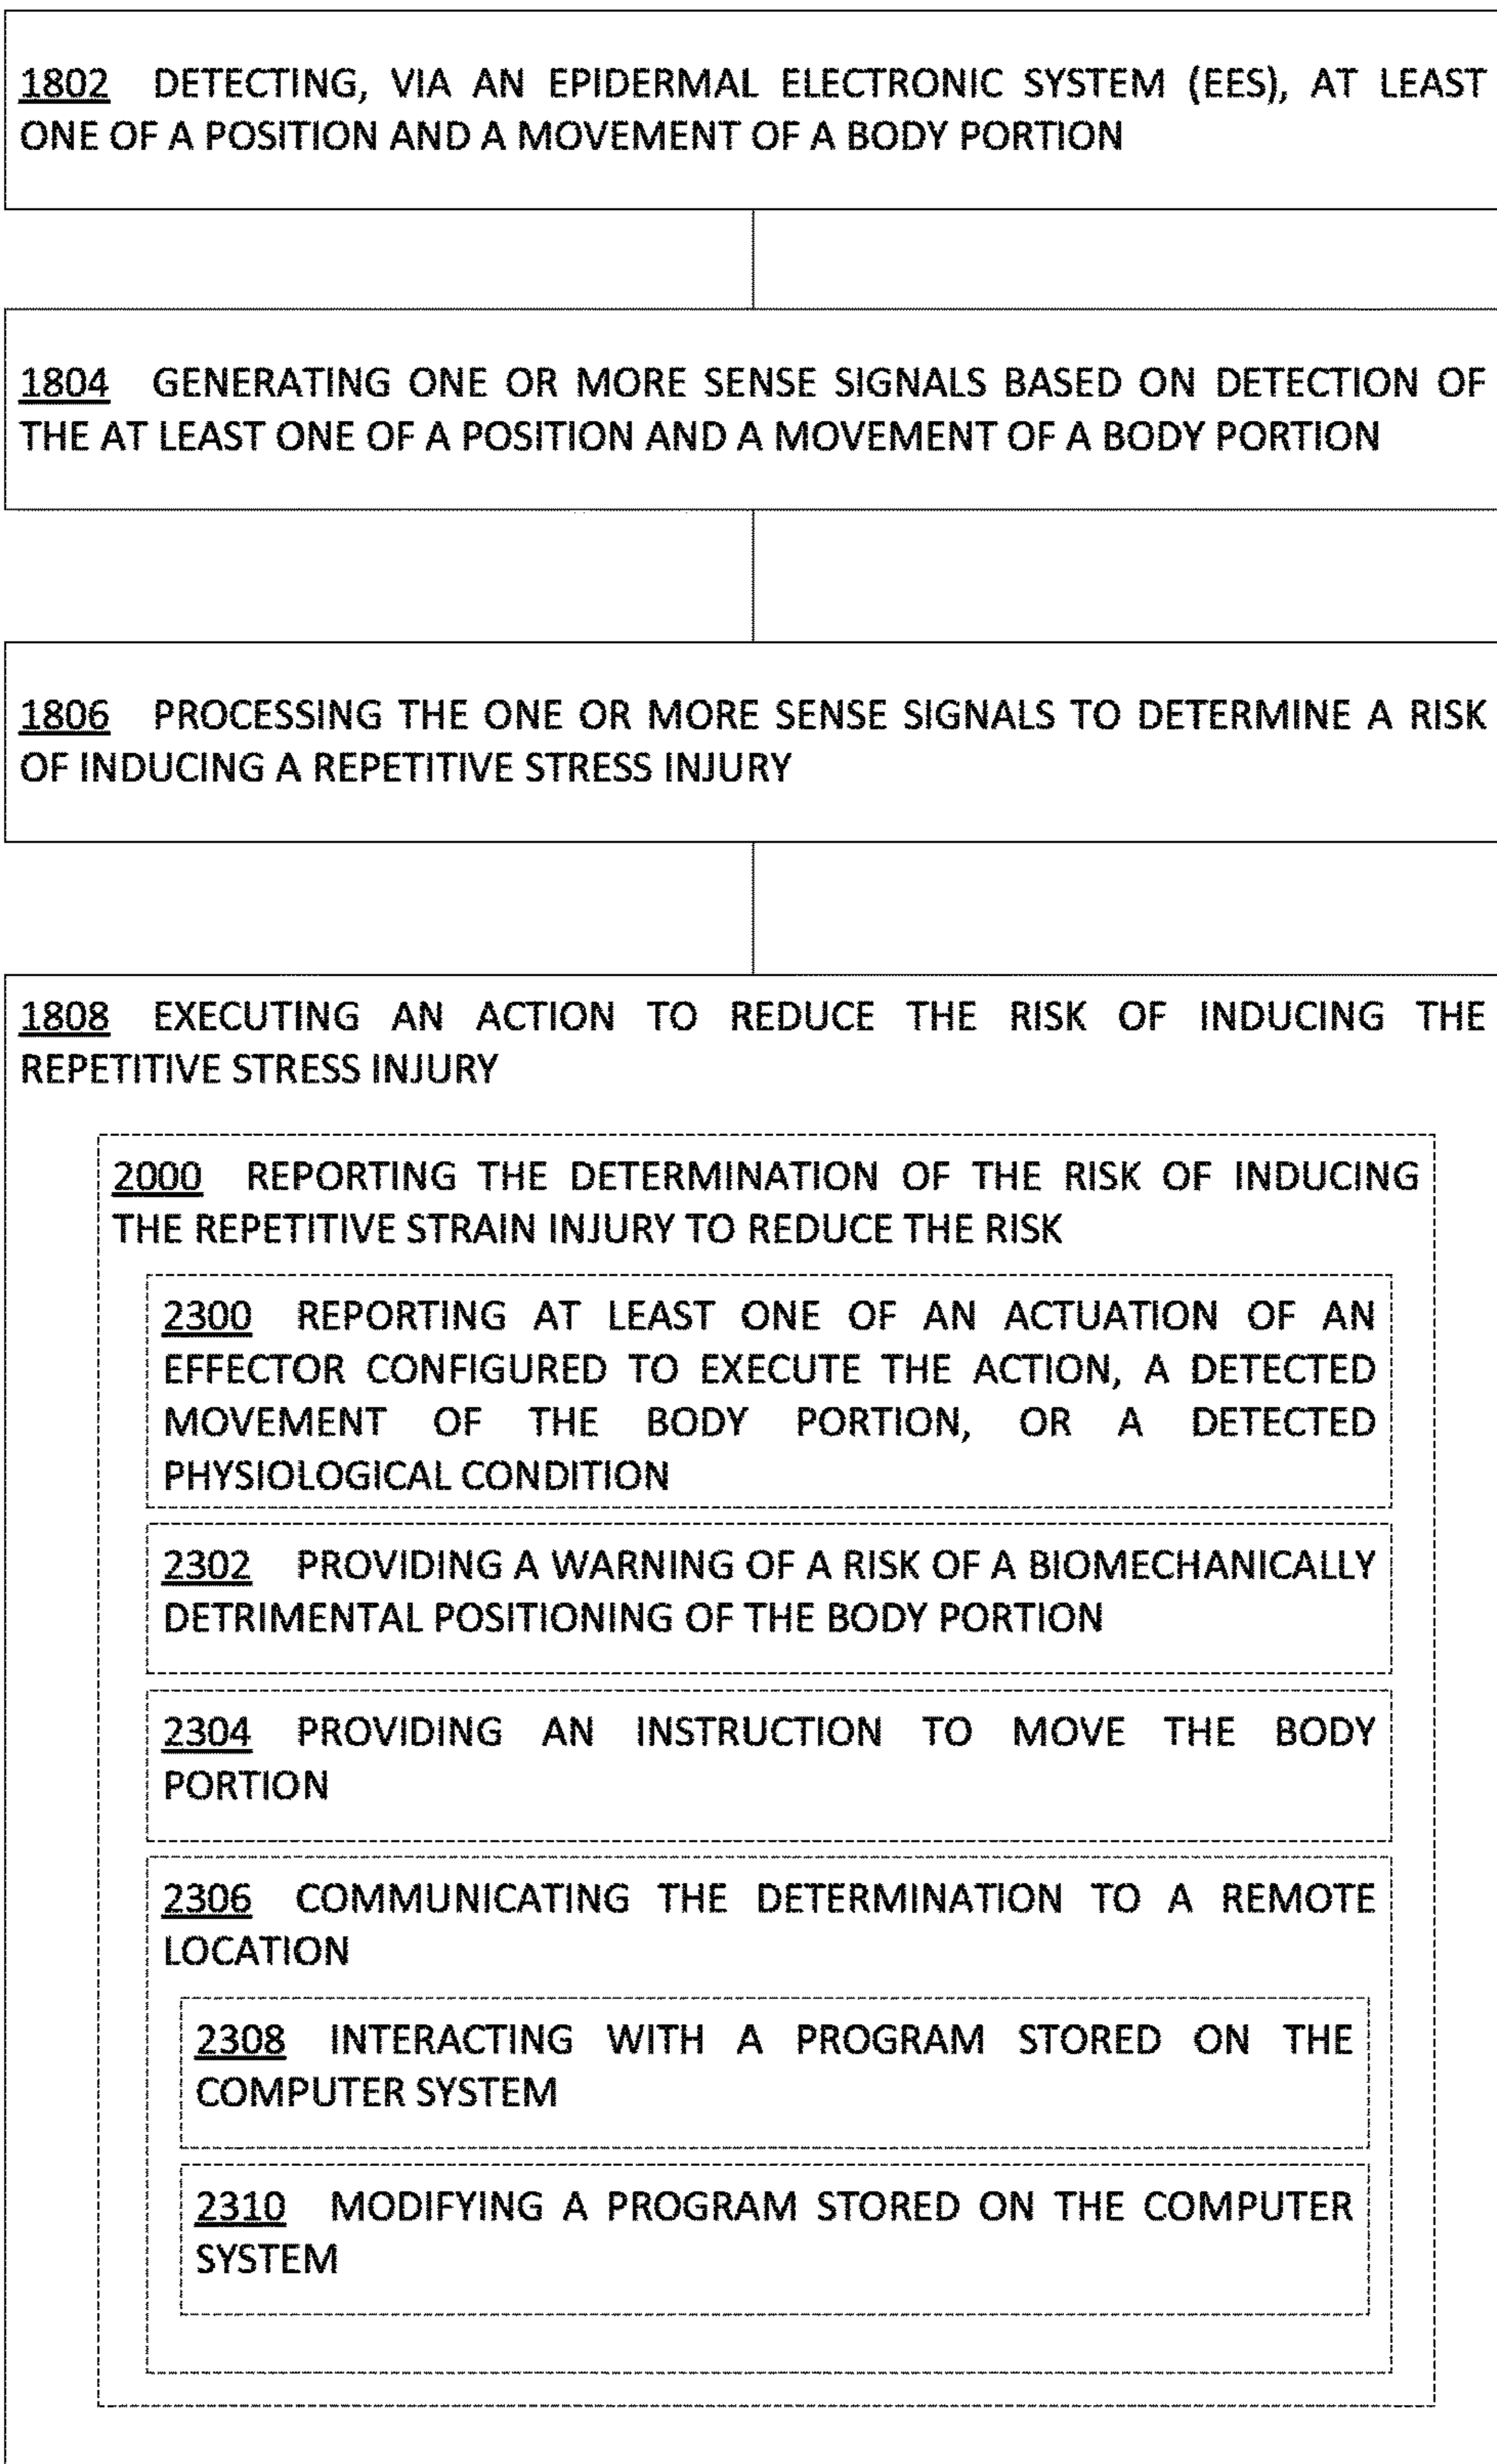 1802 DETECTING, VIA AN EPIDERMAL ELECTRONIC SYSTEM (EES), AT LEAST
ONE OF A POSITION AND A MOVEMENT OF A BODY PORTION
1804 GENERATING ONE OR MORE SENSE SIGNALS BASED ON DETECTION OF
THE AT LEAST ONE OF A POSITION AND A MOVEMENT OF A BODY PORTION
1806 PROCESSING THE ONE OR MORE SENSE SIGNALS TO DETERMINE A RISK
OF INDUCING A REPETITIVE STRESS INJURY
1808 EXECUTING AN ACTION TO REDUCE THE RISK OF INDUCING THE
REPETITIVE STRESS INJURY
2000 REPORTING THE DETERMINATION OF THE RISK OF INDUCING
THE REPETITIVE STRAIN INJURY TO REDUCE THE RISK
2300 REPORTING AT LEAST ONE OF AN ACTUATION OF AN
EFFECTOR CONFIGURED TO EXECUTE THE ACTION, A DETECTED
MOVEMENT OF THE BODY PORTION, OR A DETECTED
PHYSIOLOGICAL CONDITION
2302 PROVIDING A WARNING OF A RISK OF A BIOMECHANICALLY
DETRIMENTAL POSITIONING OF THE BODY PORTION
2304 PROVIDING AN INSTRUCTION TO MOVE THE BODY
PORTION
2306 COMMUNICATING THE DETERMINATION TO A REMOTE
LOCATION
2308 INTERACTING WITH A PROGRAM STORED ON THE
COMPUTER SYSTEM
2310 MODIFYING A PROGRAM STORED ON THE COMPUTER
SYSTEM